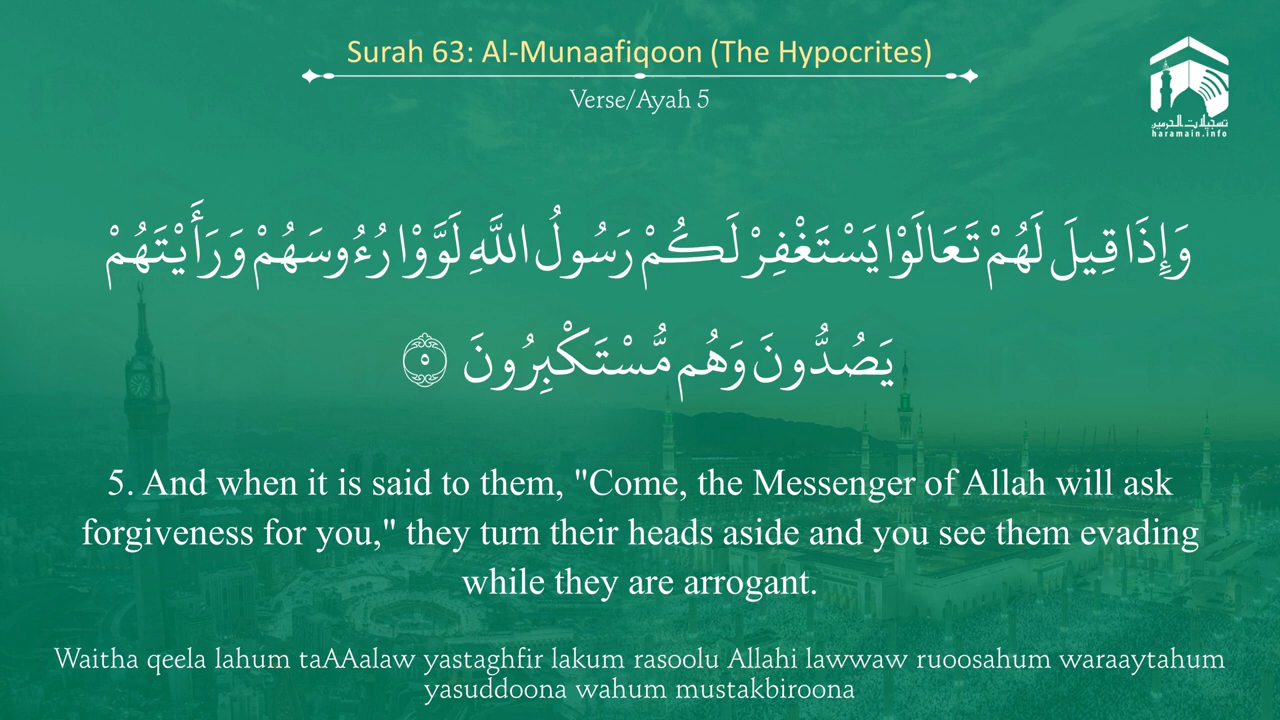 Surah 63: Al-Munaafiqoon (The Hypocrites)
Verse/Ayah 5
تسجيلات الحرمين
haramain.info
وَإِذَا قِيلَ لَهُمْ تَعَالَوْا يَسْتَغْفِرْ لَكُمْ رَسُولُ اللَّهِ لَوَّوْا رُءُوسَهُمْ وَرَأَيْتَهُمْ
يَصُدُّونَ وَهُم مُّسْتَكْبِرُونَ ٥
5. And when it is said to them, "Come, the Messenger of Allah will ask
forgiveness for you," they turn their heads aside and you see them evading
while they are arrogant.
Waitha qeela lahum taAAalaw yastaghfir lakum rasoolu Allahi lawwaw ruoosahum waraaytahum
yasuddoona wahum mustakbiroona